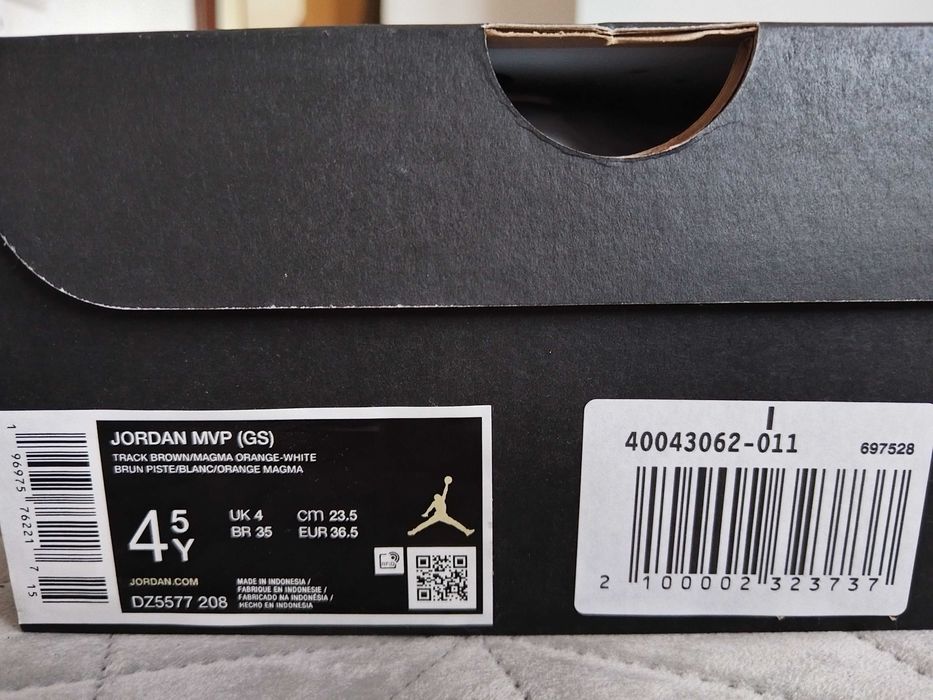 JORDAN MVP (GS)
TRACK BROWN/MAGMA ORANGE-WHITE
BRUN PISTE/BLANC/ORANGE MAGMA
4 5Y
UK 4 cm 23.5
BR 35 EUR 36.5
JORDAN.COM
DZ5577 208
MADE IN INDONESIA /
FABRIQUE EN INDONESIE /
FABRICADO NA INDONÉSIA /
HECHO EN INDONESIA
RFID
1 96975 76221 7 15
40043062-011
697528
2 100002 323737